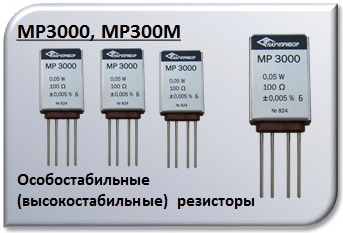 МР3000, МР300М
МР 3000
0,05 W
100 Ω
±0,005 % Б
№ 824
МР 3000
0,05 W
100 Ω
±0,005 % Б
№ 824
МР 3000
0,05 W
100 Ω
±0,005 % Б
№ 824
МР 3000
0,05 W
100 Ω
±0,005 % Б
№ 824
Особостабильные
(высокостабильные) резисторы